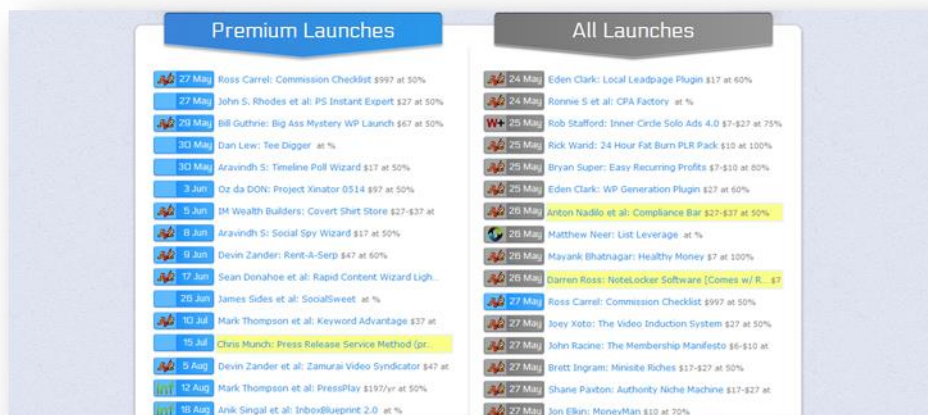 Premium Launches
27 May Ross Carrel: Commission Checklist $997 at 50%
27 May John S. Rhodes et al: PS Instant Expert $27 at 50%
29 May Bill Guthrie: Big Ass Mystery WP Launch $67 at 50%
30 May Dan Lew: Tee Digger at %
30 May Aravindh S: Timeline Poll Wizard $17 at 50%
3 Jun Oz da DON: Project Xinator 0514 $97 at 50%
5 Jun IM Wealth Builders: Covert Shirt Store $27-$37 at
8 Jun Aravindh S: Social Spy Wizard $17 at 50%
9 Jun Devin Zander: Rent-A-Serp $47 at 60%
17 Jun Sean Donahoe et al: Rapid Content Wizard Ligh...
26 Jun James Sides et al: SocialSweet at %
10 Jul Mark Thompson et al: Keyword Advantage $37 at
15 Jul Chris Munch: Press Release Service Method (pr...
5 Aug Devin Zander et al: Zamurai Video Syndicator $47 at
12 Aug Mark Thompson et al: PressPlay $197/yr at 50%
18 Aug Anik Singal et al: InboxBlueprint 2.0 at %
All Launches
24 May Eden Clark: Local Leadpage Plugin $17 at 60%
24 May Ronnie S et al: CPA Factory at %
W+ 25 May Rob Stafford: Inner Circle Solo Ads 4.0 $7-$27 at 75%
25 May Rick Warid: 24 Hour Fat Burn PLR Pack $10 at 100%
25 May Bryan Super: Easy Recurring Profits $7-$10 at 80%
25 May Eden Clark: WP Generation Plugin $27 at 60%
26 May Anton Nadilo et al: Compliance Bar $27-$37 at 50%
26 May Matthew Neer: List Leverage at %
26 May Mayank Bhatnagar: Healthy Money $7 at 100%
26 May Darren Ross: NoteLocker Software [Comes w/ R... $7
27 May Ross Carrel: Commission Checklist $997 at 50%
27 May Joey Xoto: The Video Induction System $27 at 50%
27 May John Racine: The Membership Manifesto $6-$10 at
27 May Brett Ingram: Minisite Riches $17-$27 at 50%
27 May Shane Paxton: Authority Niche Machine $17-$27 at
27 May Jon Elkin: MoneyMan $10 at 70%